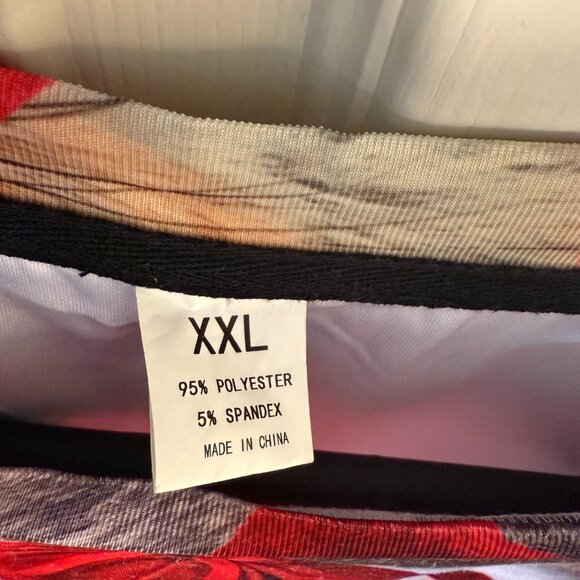 XXL
95% POLYESTER
5% SPANDEX
MADE IN CHINA